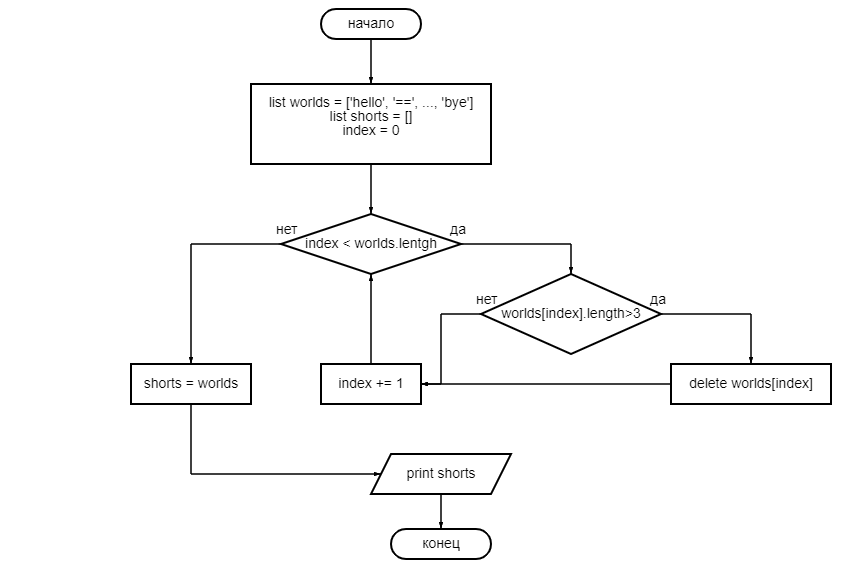 начало
list worlds = ['hello', '==', ..., 'bye']
list shorts = []
index = 0
нет
да
index < worlds.lentgh
нет
да
worlds[index].length>3
shorts = worlds
index += 1
delete worlds[index]
print shorts
конец